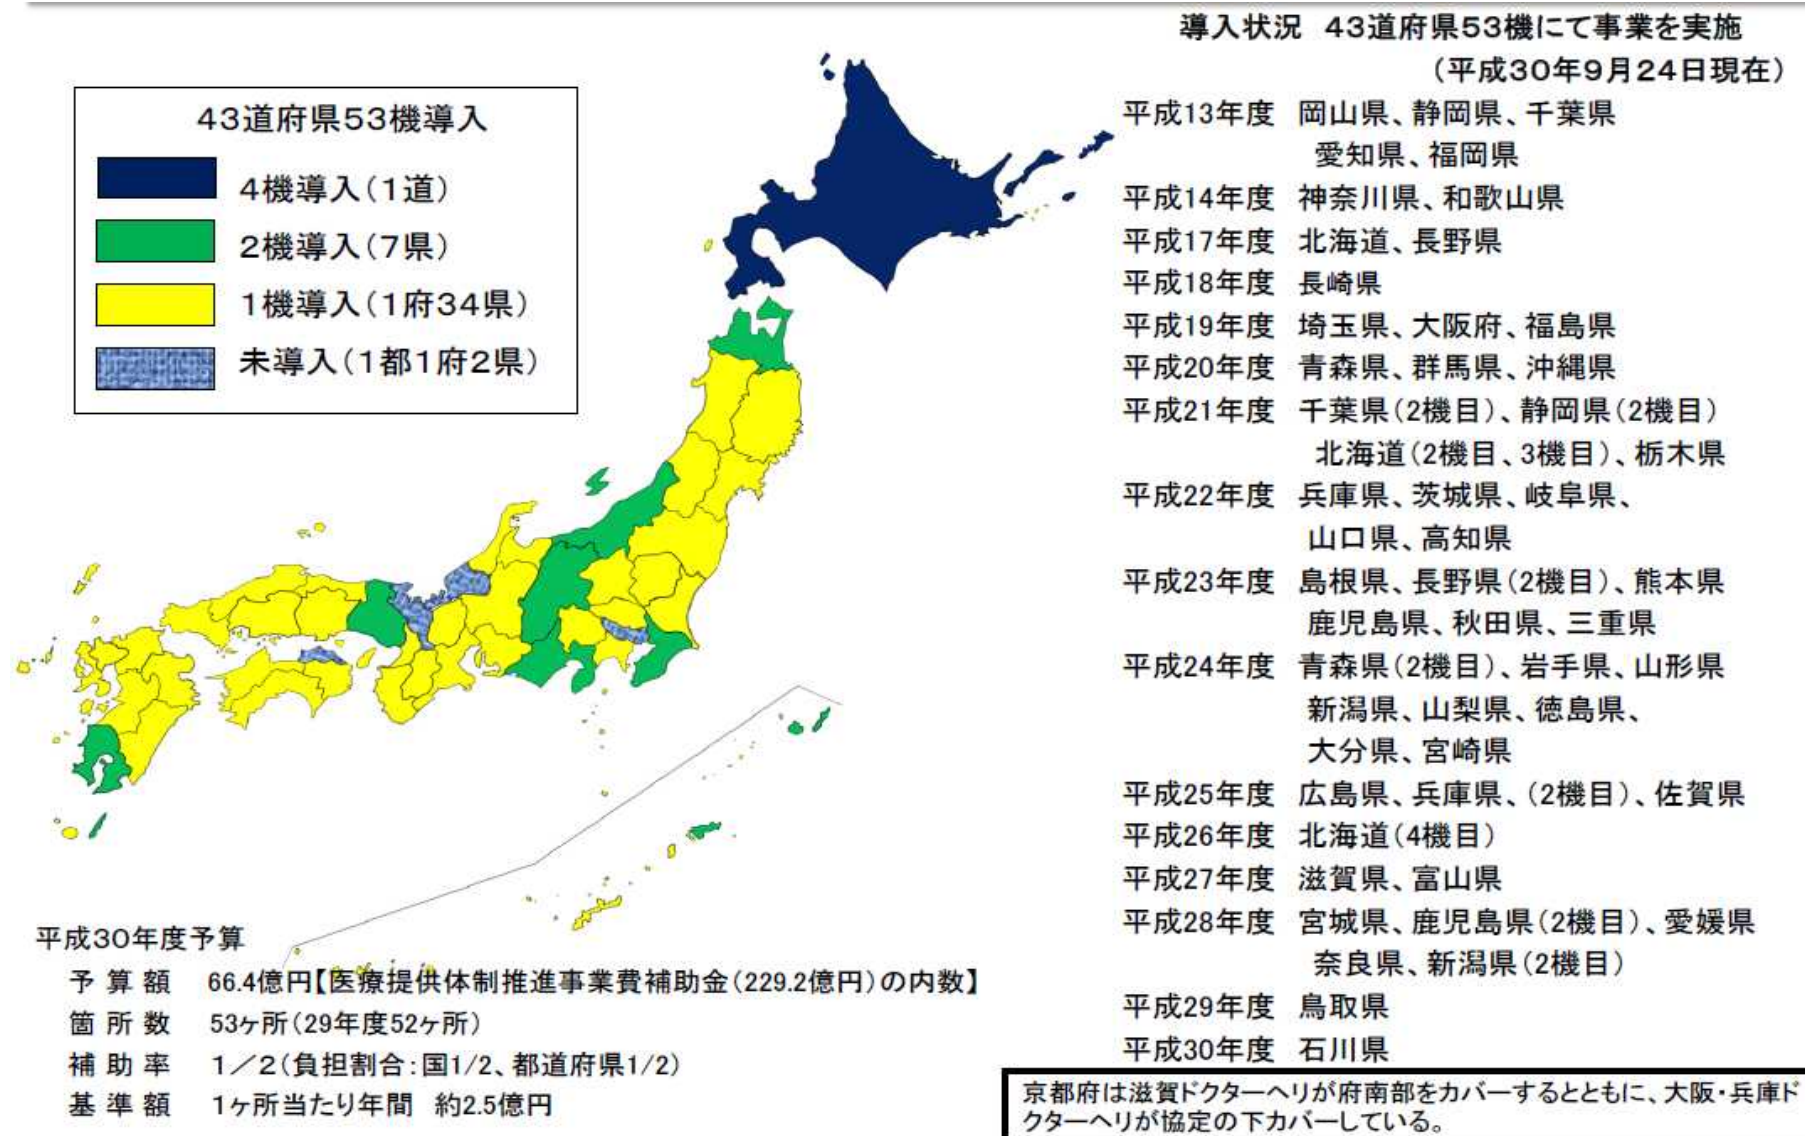 43道府県53機導入
4機導入(1道)
2機導入(7県)
1機導入(1府34県)
未導入(1都1府2県)
導入状況 43道府県53機にて事業を実施
(平成30年9月24日現在)
平成13年度 岡山県、静岡県、千葉県
愛知県、福岡県
平成14年度 神奈川県、和歌山県
平成17年度 北海道、長野県
平成18年度 長崎県
平成19年度 埼玉県、大阪府、福島県
平成20年度 青森県、群馬県、沖縄県
平成21年度 千葉県(2機目)、静岡県(2機目)
北海道(2機目、3機目)、栃木県
平成22年度 兵庫県、茨城県、岐阜県、
山口県、高知県
平成23年度 島根県、長野県(2機目)、熊本県
鹿児島県、秋田県、三重県
平成24年度 青森県(2機目)、岩手県、山形県
新潟県、山梨県、徳島県、
大分県、宮崎県
平成25年度 広島県、兵庫県、(2機目)、佐賀県
平成26年度 北海道(4機目)
平成27年度 滋賀県、富山県
平成28年度 宮城県、鹿児島県(2機目)、愛媛県
奈良県、新潟県(2機目)
平成29年度 鳥取県
平成30年度 石川県
平成30年度予算
予算額 66.4億円【医療提供体制推進事業費補助金(229.2億円)の内数】
箇所数 53ヶ所(29年度52ヶ所)
補助率 1/2(負担割合:国1/2、都道府県1/2)
基準額 1ヶ所当たり年間 約2.5億円
京都府は滋賀ドクターヘリが府南部をカバーするとともに、大阪・兵庫ド
クターヘリが協定の下カバーしている。